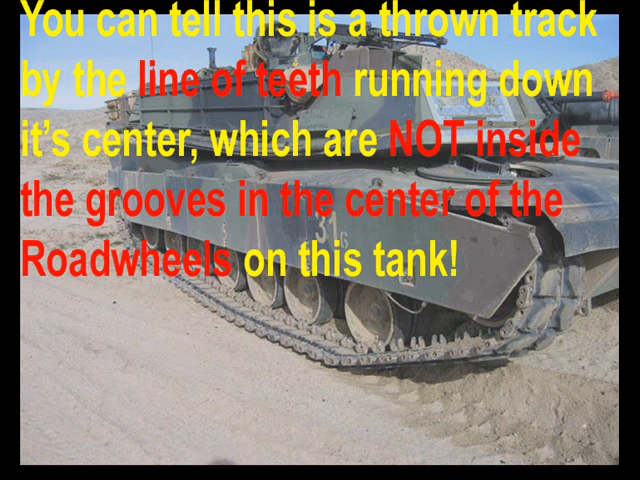 You can tell this is a thrown track
by the line of teeth running down
it’s center, which are NOT inside
the grooves in the center of the
Roadwheels on this tank!
31